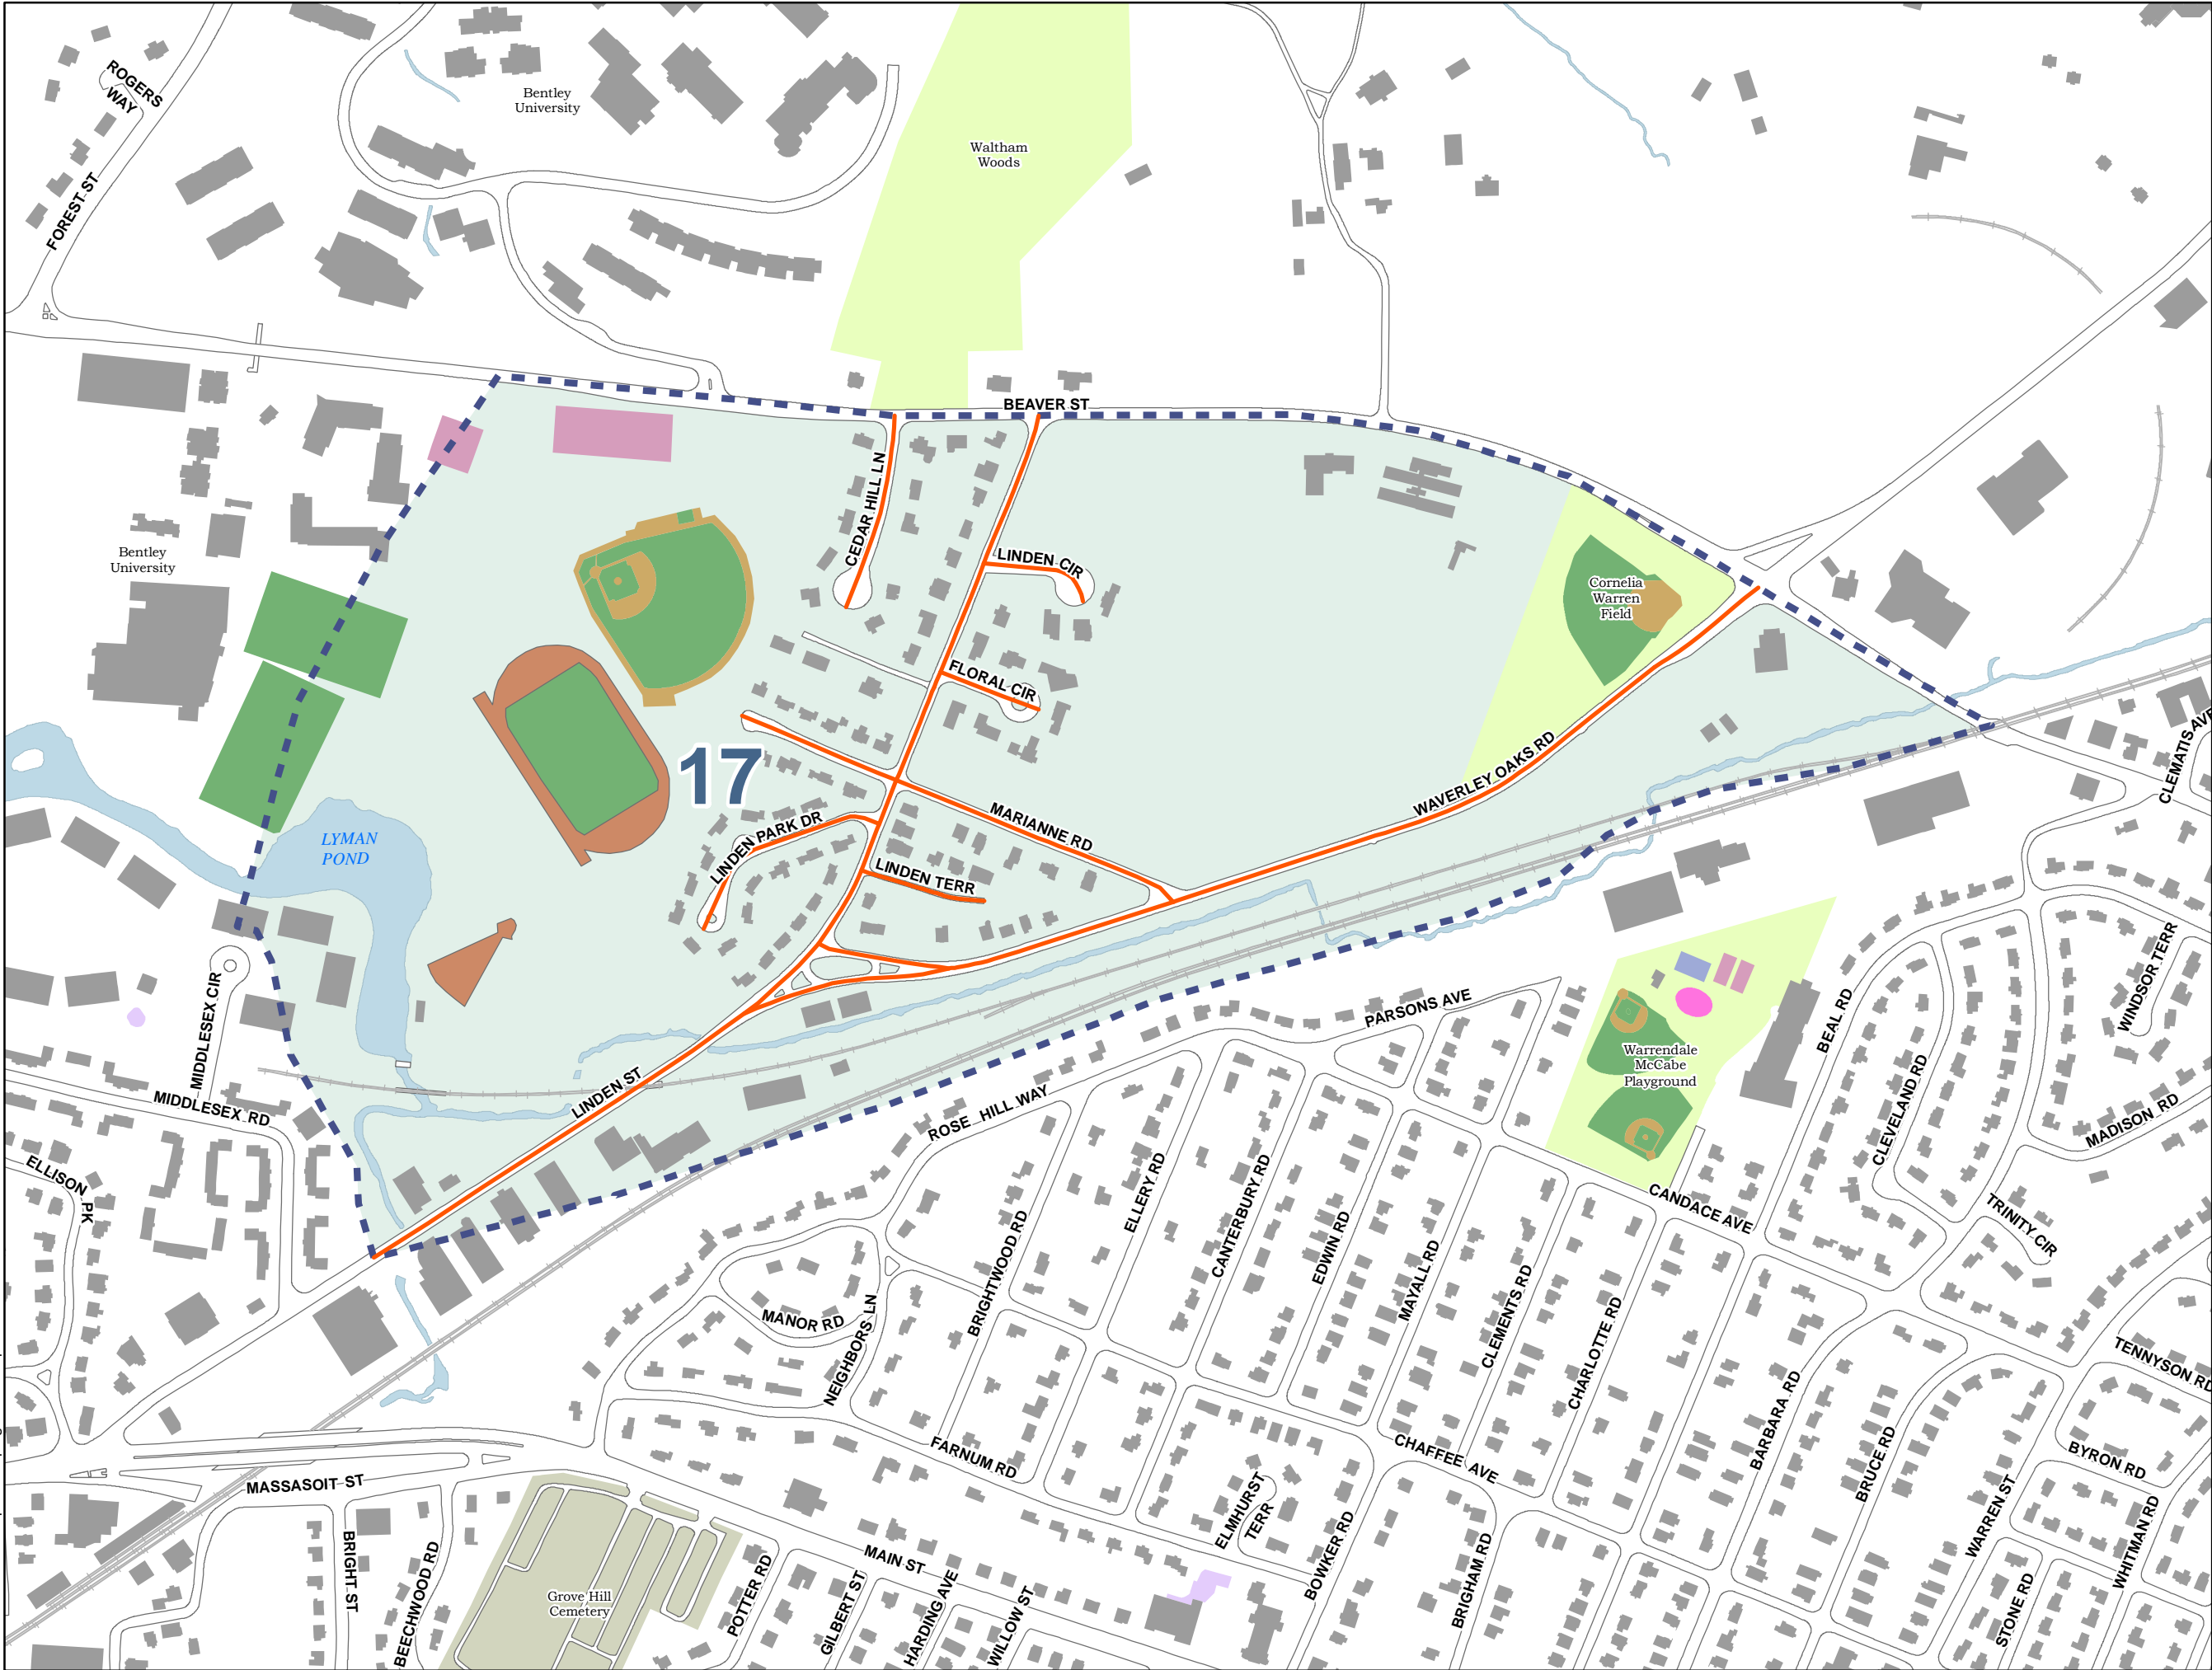 ROGERS
WAY
FOREST ST
Bentley
University
Waltham
Woods
BEAVER ST
CEDAR HILL LN
LINDEN CIR
Cornelia
Warren
Field
Bentley
University
FLORAL CIR
17
WAVERLEY OAKS RD
CLEMATIS AVE
MARIANNE RD
LINDEN PARK DR
LINDEN TERR
LYMAN
POND
MIDDLESEX CIR
PARSONS AVE
BEAL RD
WINDSOR TERR
Warrendale
McCabe
Playground
CLEVELAND RD
MADISON RD
MIDDLESEX RD
LINDEN ST
ROSE HILL WAY
ELLISON
PK
ELLERY RD
CANTERBURY RD
CANDACE AVE
TRINITY CIR
BRIGHTWOOD RD
EDWIN RD
MAYALL RD
CLEMENTS RD
CHARLOTTE RD
MANOR RD
NEIGHBORS LN
TENNYSON RD
BARBARA RD
BRUCE RD
BYRON RD
FARNUM RD
CHAFFEE AVE
MASSASOIT ST
ELMHURST
TERR
BOWKER RD
BRIGHAM RD
WARREN ST
WHITMAN RD
STONE RD
BRIGHT ST
BEECHWOOD RD
Grove Hill
Cemetery
POTTER RD
MAIN ST
GILBERT ST
HARDING AVE
WILLOW ST